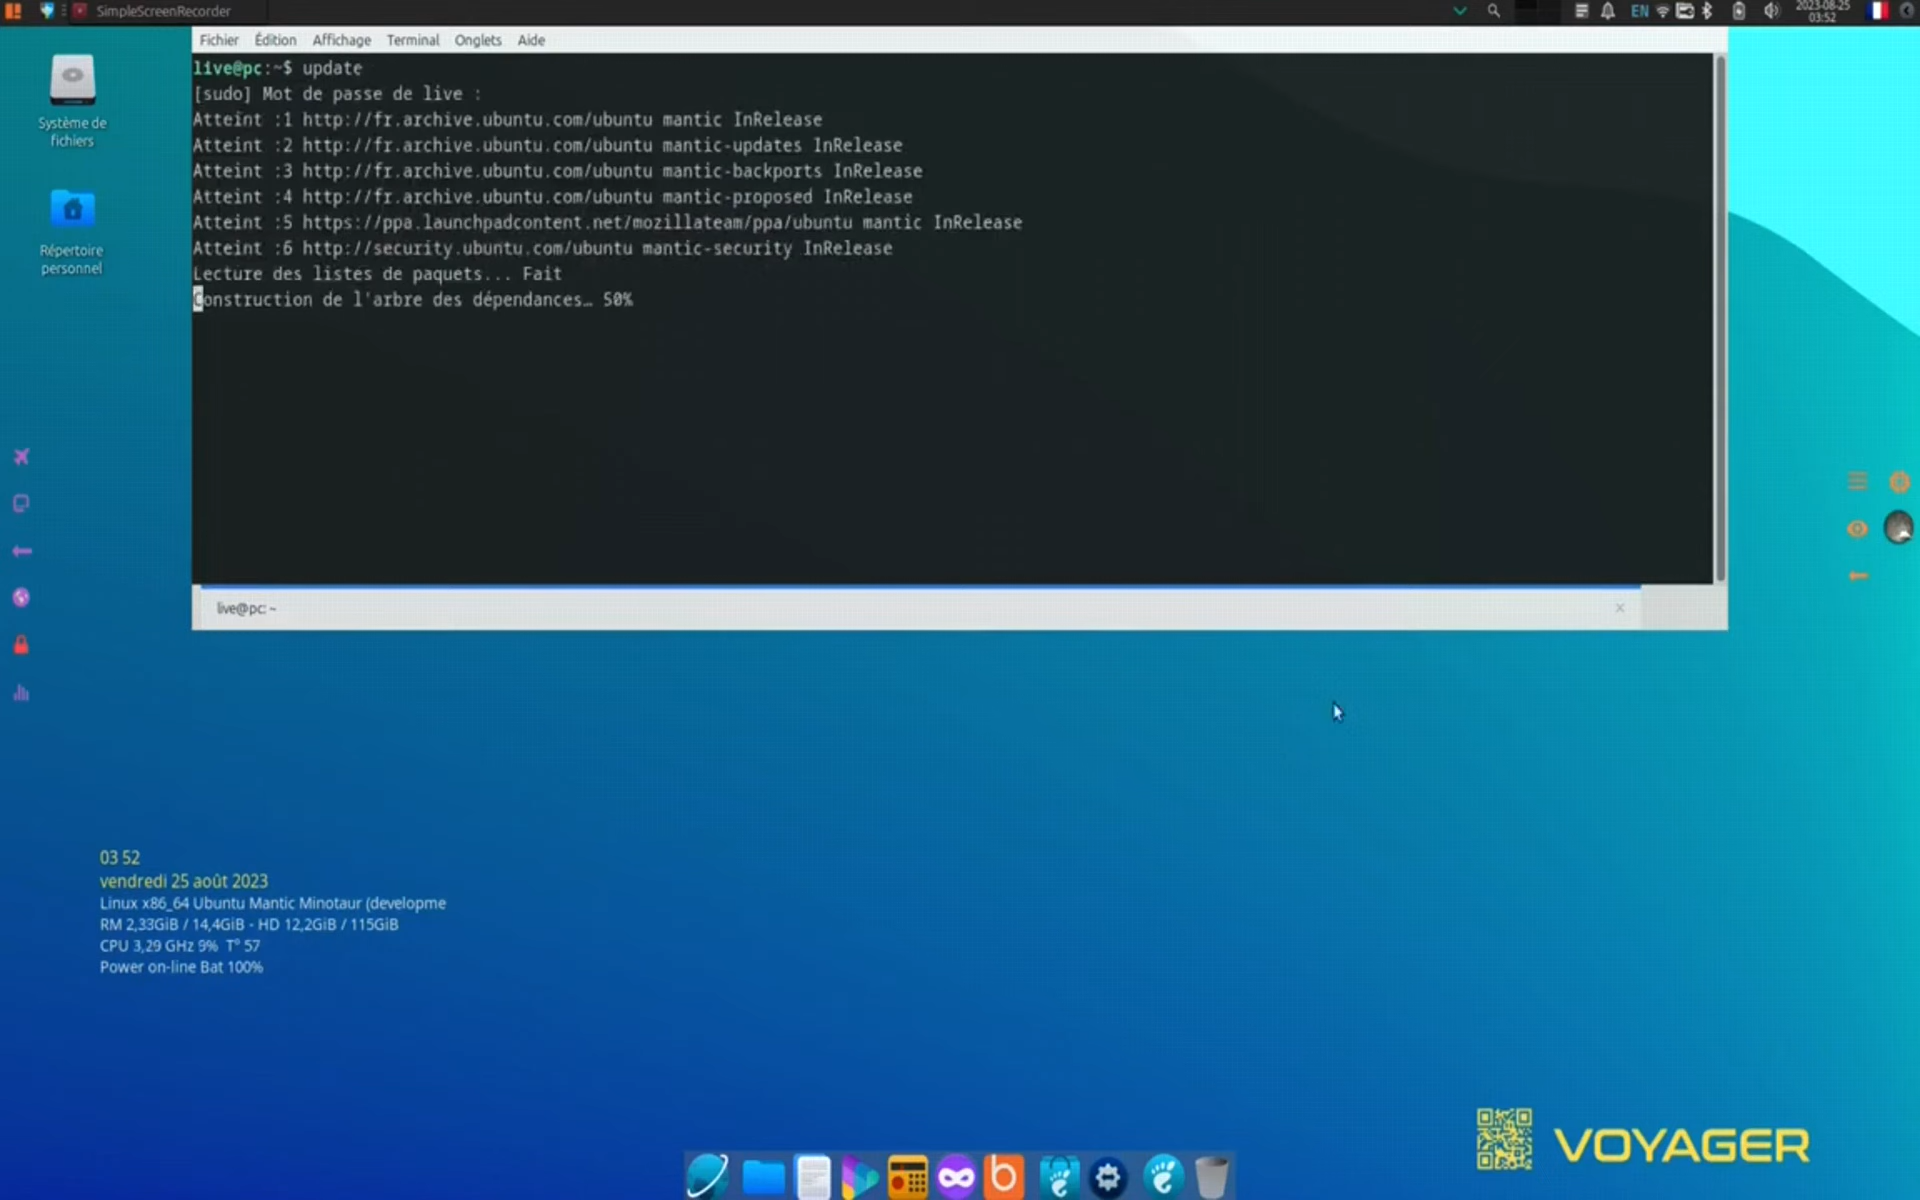 SimpleScreenRecorder
EN
2023-08-25
03:52
Fichier Édition Affichage Terminal Onglets Aide
live@pc:~$ update
[sudo] Mot de passe de live :
Atteint :1 http://fr.archive.ubuntu.com/ubuntu mantic InRelease
Atteint :2 http://fr.archive.ubuntu.com/ubuntu mantic-updates InRelease
Atteint :3 http://fr.archive.ubuntu.com/ubuntu mantic-backports InRelease
Atteint :4 http://fr.archive.ubuntu.com/ubuntu mantic-proposed InRelease
Atteint :5 https://ppa.launchpadcontent.net/mozillateam/ppa/ubuntu mantic InRelease
Atteint :6 http://security.ubuntu.com/ubuntu mantic-security InRelease
Lecture des listes de paquets... Fait
Construction de l'arbre des dépendances… 50%
live@pc: ~
Système de
fichiers
Répertoire
personnel
03 52
vendredi 25 août 2023
Linux x86_64 Ubuntu Mantic Minotaur (developme
RM 2,33GiB / 14,4GiB - HD 12,2GiB / 115GiB
CPU 3,29 GHz 9% T° 57
Power on-line Bat 100%
VOYAGER